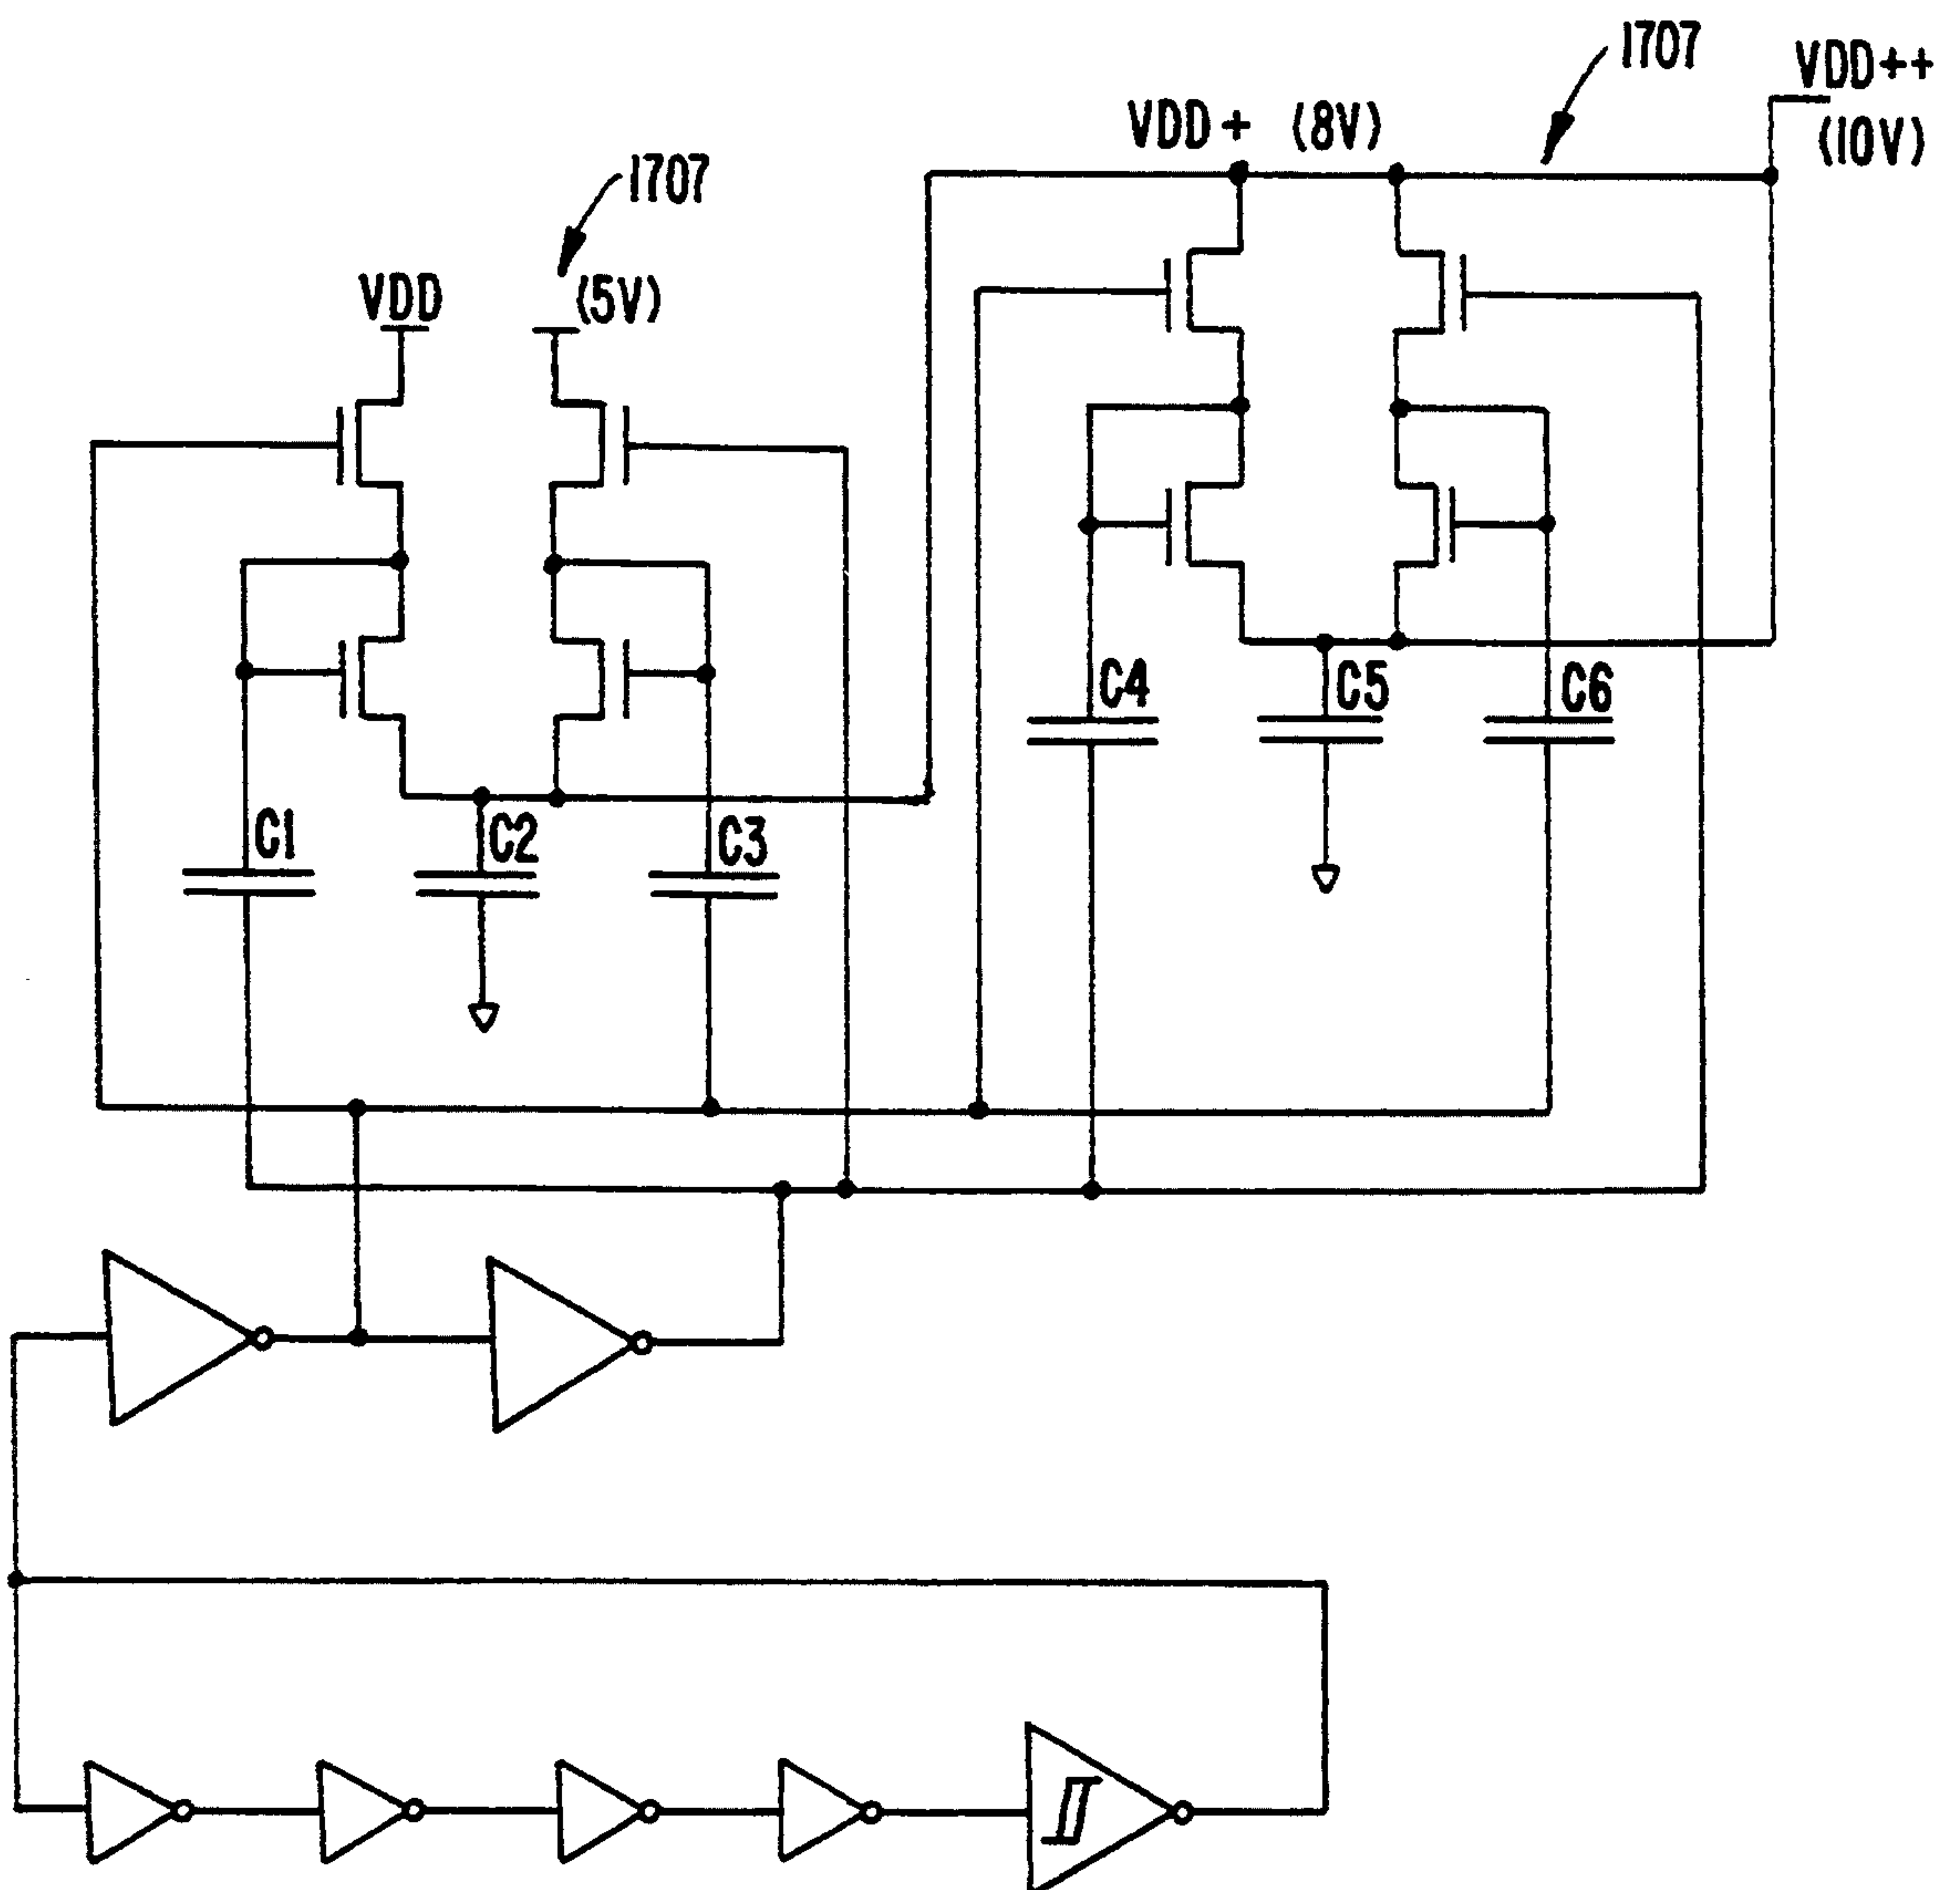 1707
VDD++
(10V)
VDD+ (8V)
1707
VDD
(5V)
C4
C5
C6
C1
C2
C3